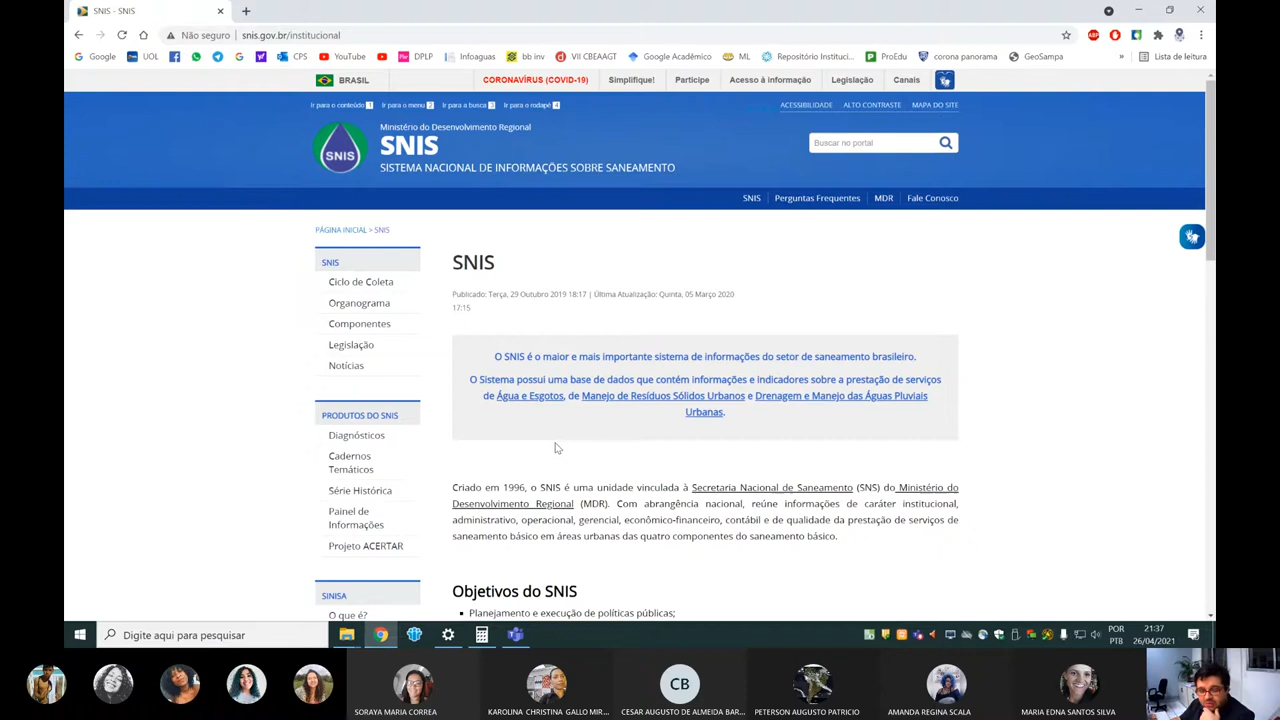 SNIS - SNIS
Não seguro
snis.gov.br/institucional
Google
UOL
CPS
YouTube
DPLP
Infoaguas
bb inv
VII CBEAAGT
Google Acadêmico
ML
Repositório Instituci...
ProEdu
corona panorama
GeoSampa
»
Lista de leitura
BRASIL
CORONAVÍRUS (COVID-19)
Simplifique!
Participe
Acesso à informação
Legislação
Canais
Ir para o conteúdo 1
Ir para o menu 2
Ir para a busca 3
Ir para o rodapé 4
ACESSIBILIDADE
ALTO CONTRASTE
MAPA DO SITE
SNIS
Ministério do Desenvolvimento Regional
SNIS
SISTEMA NACIONAL DE INFORMAÇÕES SOBRE SANEAMENTO
Buscar no portal
SNIS
Perguntas Frequentes
MDR
Fale Conosco
PÁGINA INICIAL > SNIS
SNIS
Ciclo de Coleta
Organograma
Componentes
Legislação
Notícias
PRODUTOS DO SNIS
Diagnósticos
Cadernos
Temáticos
Série Histórica
Painel de
Informações
Projeto ACERTAR
SINISA
O que é?
SNIS
Publicado: Terça, 29 Outubro 2019 18:17 | Última Atualização: Quinta, 05 Março 2020
17:15
O SNIS é o maior e mais importante sistema de informações do setor de saneamento brasileiro.
O Sistema possui uma base de dados que contém informações e indicadores sobre a prestação de serviços
de Água e Esgotos, de Manejo de Resíduos Sólidos Urbanos e Drenagem e Manejo das Águas Pluviais
Urbanas.
Criado em 1996, o SNIS é uma unidade vinculada à Secretaria Nacional de Saneamento (SNS) do Ministério do
Desenvolvimento Regional (MDR). Com abrangência nacional, reúne informações de caráter institucional,
administrativo, operacional, gerencial, econômico-financeiro, contábil e de qualidade da prestação de serviços de
saneamento básico em áreas urbanas das quatro componentes do saneamento básico.
Objetivos do SNIS
Planejamento e execução de políticas públicas;
Digite aqui para pesquisar
POR
PTB
21:37
26/04/2021
SORAYA MARIA CORREA
KAROLINA CHRISTINA GALLO MIR...
CB
CESAR AUGUSTO DE ALMEIDA BAR...
PETERSON AUGUSTO PATRICIO
AMANDA REGINA SCALA
MARIA EDNA SANTOS SILVA